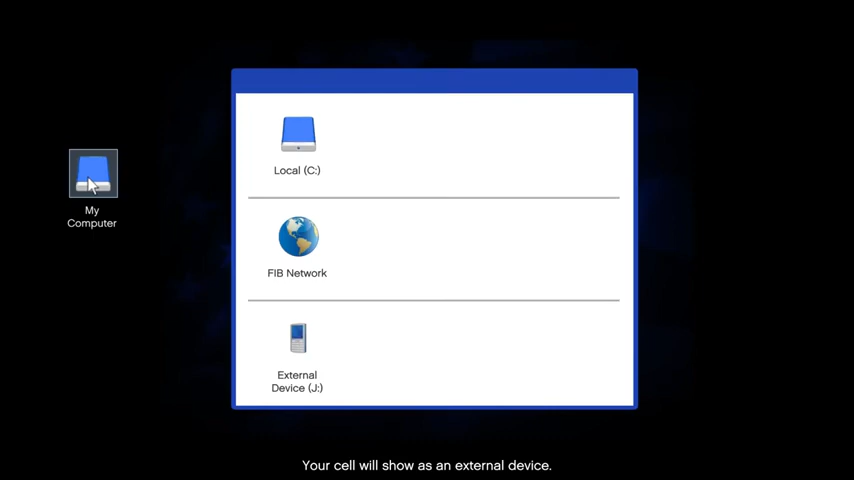 Local (C:)
My
Computer
FIB Network
External
Device (J:)
Your cell will show as an external device.